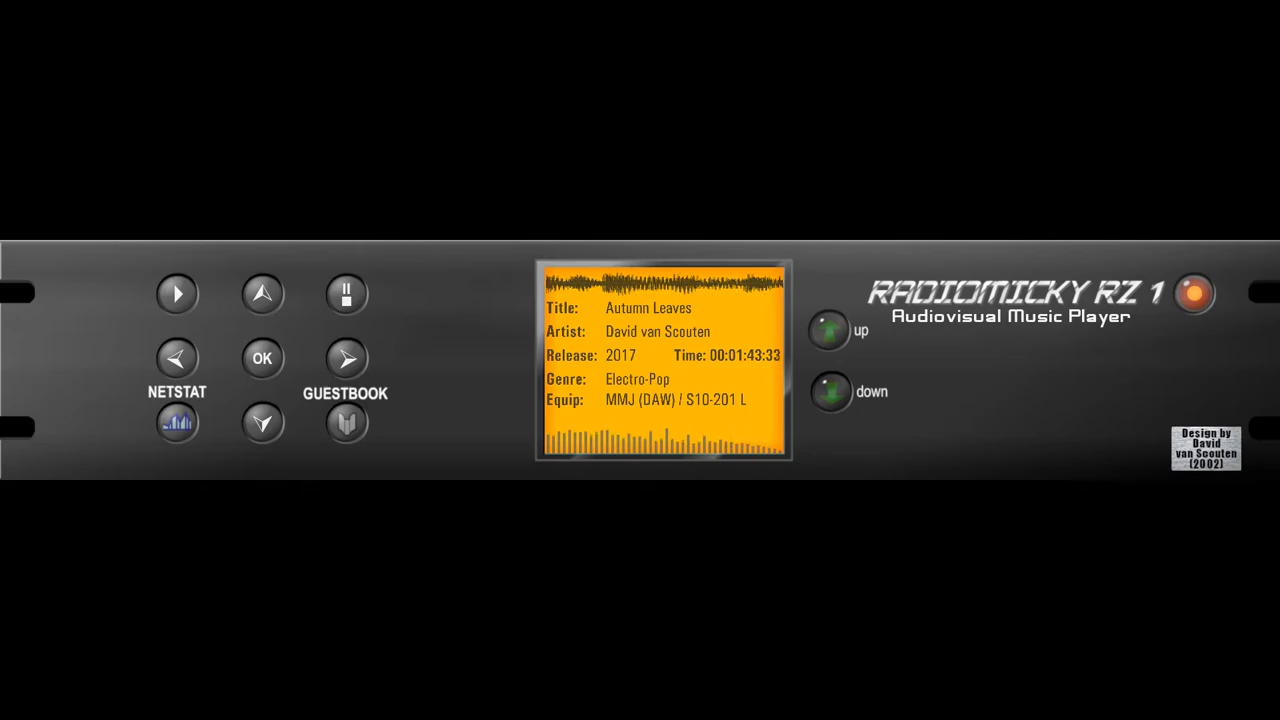 OK
NETSTAT
GUESTBOOK
Title: Autumn Leaves
Artist: David van Scouten
Release: 2017 Time: 00:01:43:33
Genre: Electro-Pop
Equip: MMJ (DAW) / S10-201 L
up
down
RADIOMICKY RZ 1
Audiovisual Music Player
Design by
David
van Scouten
(2002)